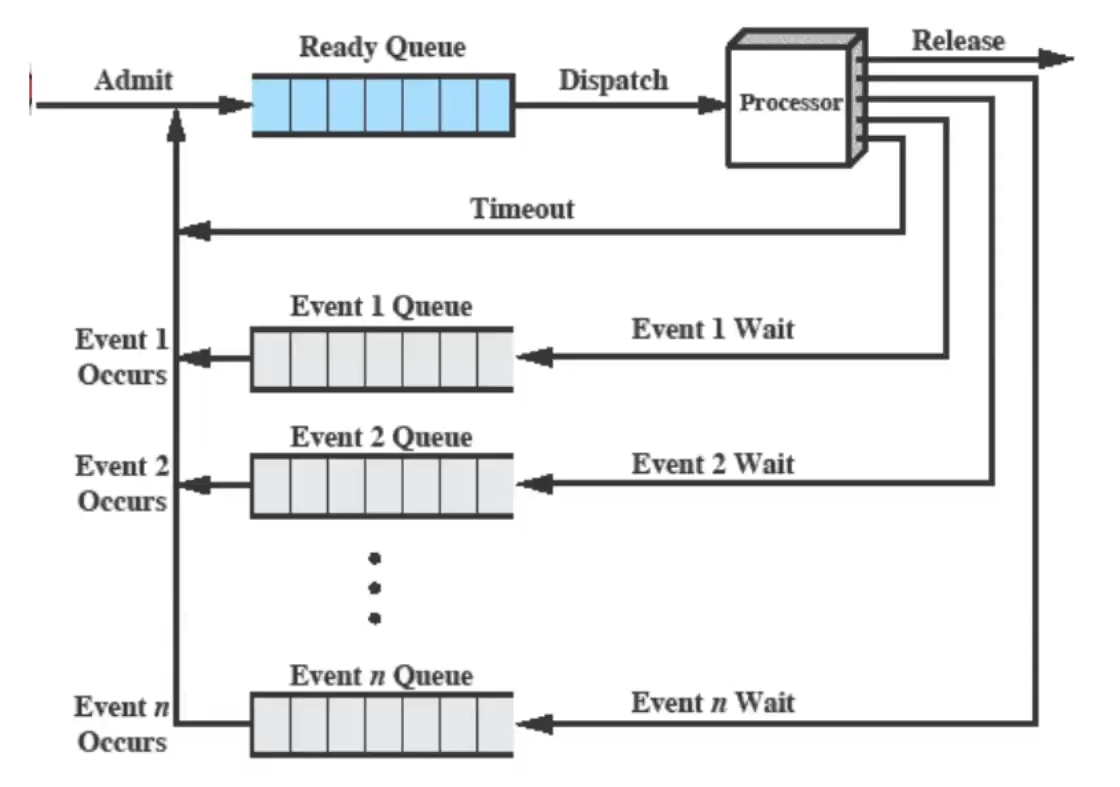 Ready Queue
Release
Admit
Dispatch
Processor
Timeout
Event 1 Queue
Event 1
Occurs
Event 1 Wait
Event 2 Queue
Event 2
Occurs
Event 2 Wait
Event n Queue
Event n
Occurs
Event n Wait